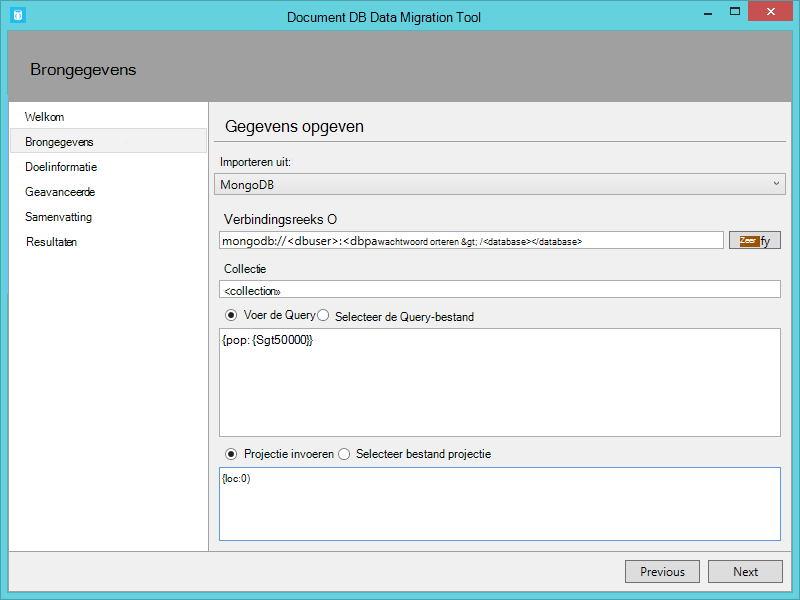 Document DB Data Migration Tool
Brongegevens
Welkom
Brongegevens
Doelinformatie
Geavanceerde
Samenvatting
Resultaten
Gegevens opgeven
Importeren uit:
MongoDB
Verbindingsreeks O
mongodb://<dbuser>:<dbpawachtwoord orteren &gt; /<database></database>
Zeer fy
Collectie
<collection»
Voer de Query Selecteer de Query-bestand
{pop: {Sgt50000}}
Projectie invoeren Selecteer bestand projectie
{loc:0)
Previous Next